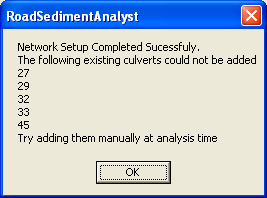 RoadSedimentAnalyst
Network Setup Completed Sucessfuly.
The following existing culverts could not be added
27
29
32
33
45
Try adding them manually at analysis time
OK